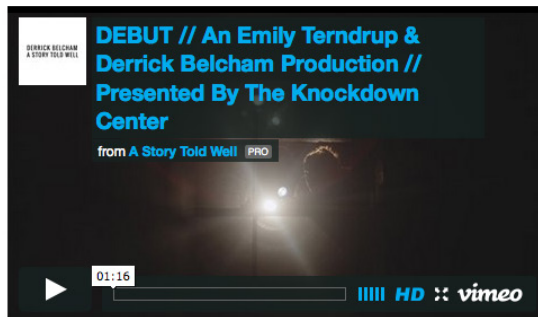 DERRICK BELCHAM
A STORY TOLD WELL
DEBUT // An Emily Terndrup &
Derrick Belcham Production //
Presented By The Knockdown
Center
from A Story Told Well PRO
01:16
HD vimeo